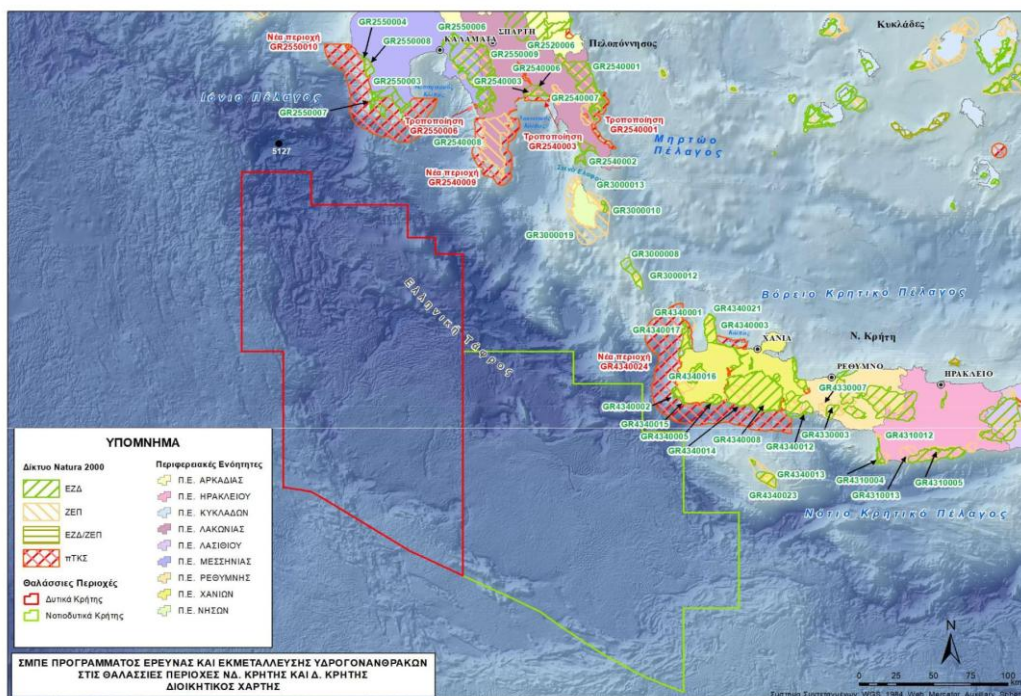 Κυκλάδες
GR2550004
GR2550006
ΣΠΑΡΤΗ
GR2520006
Πελοπόννησος
Νέα περιοχή
GR2550010
GR2550008
ΚΑΛΑΜΑΤΑ
GR2550009
GR2540006
GR2540001
GR2550003
GR2540003
Ιόνιο Πέλαγος
GR2550007
GR2540007
Τροποποίηση
GR2550006
GR2540008
Τροποποίηση
GR2540003
Τροποποίηση
GR2540001
Μυρτώο
Πέλαγος
5127
Νέα περιοχή
GR2540009
GR2540002
GR3000013
GR3000010
GR3000019
GR3000008
GR3000012
Ελληνική Τάφρος
Βόρειο Κρητικό Πέλαγος
GR4340001
GR4340021
GR4340017
GR4340003
ΧΑΝΙΑ
Ν. Κρήτη
Νέα περιοχή
GR4340024
ΡΕΘΥΜΝΟ
ΗΡΑΚΛΕΙΟ
GR4340016
GR4330007
GR4340002
GR4340015
GR4340005
GR4340014
GR4340008
GR4340012
GR4330003
GR4310012
GR4340013
GR4310004
GR4310005
GR4340023
GR4310013
Νότιο Κρητικό Πέλαγος
ΥΠΟΜΝΗΜΑ
Δίκτυο Natura 2000
ΕΖΔ
ΖΕΠ
ΕΖΔ/ΖΕΠ
πΤΚΣ
Θαλάσσιες Περιοχές
Δυτικά Κρήτης
Νοτιοδυτικά Κρήτης
Περιφερειακές Ενότητες
Π.Ε. ΑΡΚΑΔΙΑΣ
Π.Ε. ΗΡΑΚΛΕΙΟΥ
Π.Ε. ΚΥΚΛΑΔΩΝ
Π.Ε. ΛΑΚΩΝΙΑΣ
Π.Ε. ΛΑΣΙΘΙΟΥ
Π.Ε. ΜΕΣΣΗΝΙΑΣ
Π.Ε. ΡΕΘΥΜΝΗΣ
Π.Ε. ΧΑΝΙΩΝ
Π.Ε. ΝΗΣΩΝ
ΣΜΠΕ ΠΡΟΓΡΑΜΜΑΤΟΣ ΕΡΕΥΝΑΣ ΚΑΙ ΕΚΜΕΤΑΛΛΕΥΣΗΣ ΥΔΡΟΓΟΝΑΝΘΡΑΚΩΝ
ΣΤΙΣ ΘΑΛΑΣΣΙΕΣ ΠΕΡΙΟΧΕΣ ΝΔ. ΚΡΗΤΗΣ ΚΑΙ Δ. ΚΡΗΤΗΣ
ΔΙΟΙΚΗΤΙΚΟΣ ΧΑΡΤΗΣ
N
0 25 50 75 100